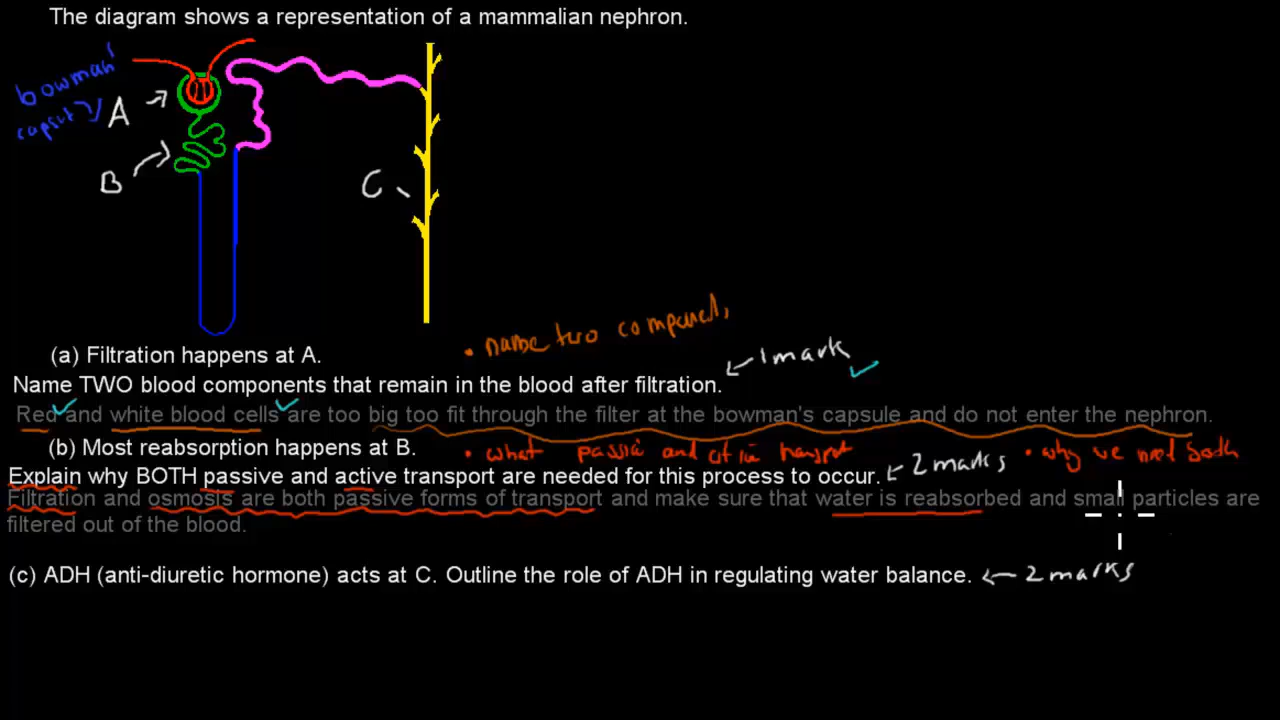 The diagram shows a representation of a mammalian nephron.
bowman'
A
B
C
(a) Filtration happens at A.
• name two
← 1 mark
Name TWO blood components that remain in the blood after filtration.
Red and white blood cells are too big too fit through the filter at the bowman's capsule and do not enter the nephron.
(b) Most reabsorption happens at B.
• what passive and active transport
• why we need both
Explain why BOTH passive and active transport are needed for this process to occur.
← 2 marks
Filtration and osmosis are both passive forms of transport and make sure that water is reabsorbed and small particles are
filtered out of the blood.
(c) ADH (anti-diuretic hormone) acts at C. Outline the role of ADH in regulating water balance. ← 2 marks